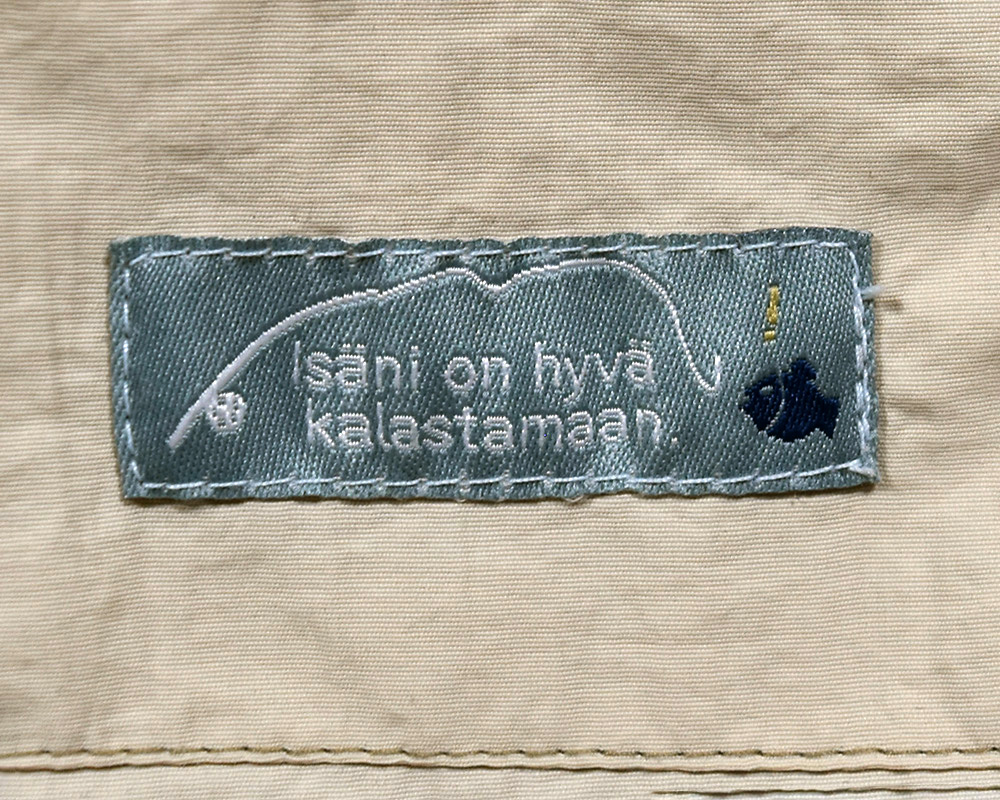 Isäni on hyvä
kalastamaan.
!